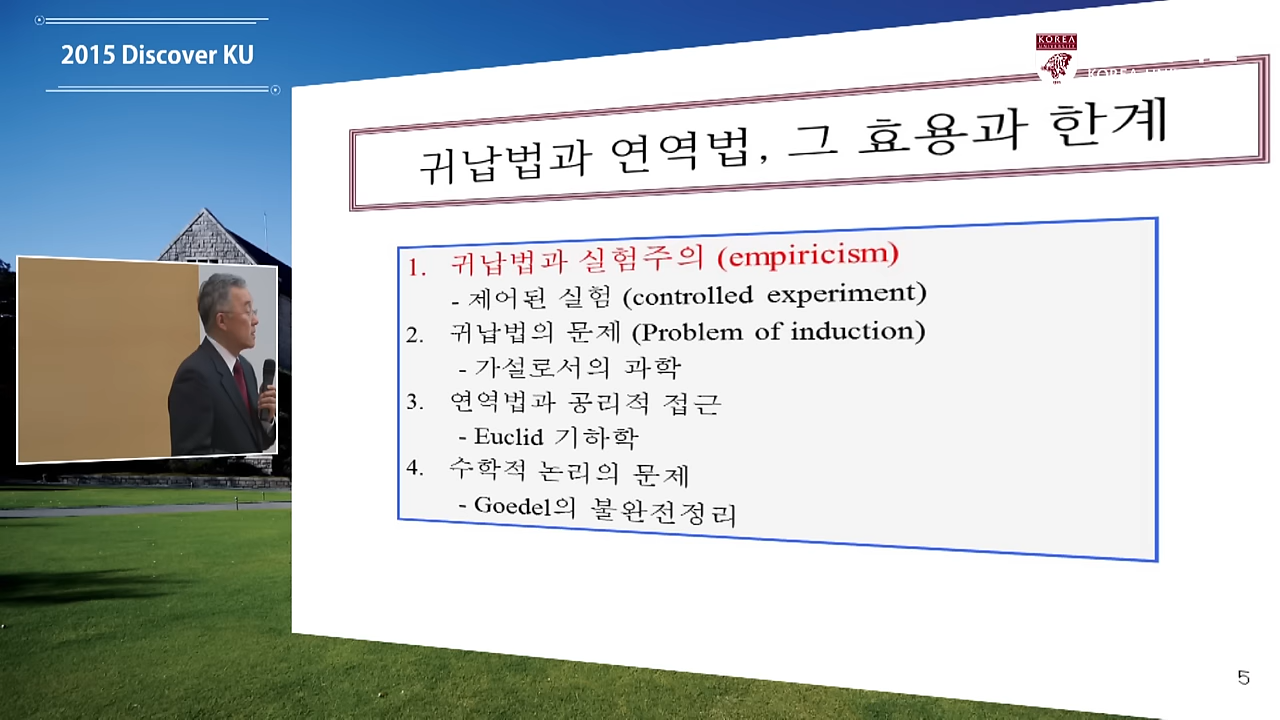 2015 Discover KU
KOREA
UNIVERSITY
귀납법과 연역법, 그 효용과 한계
1. 귀납법과 실험주의 (empiricism)
- 제어된 실험 (controlled experiment)
2. 귀납법의 문제 (Problem of induction)
- 가설로서의 과학
3. 연역법과 공리적 접근
- Euclid 기하학
4. 수학적 논리의 문제
- Goedel의 불완전정리
5